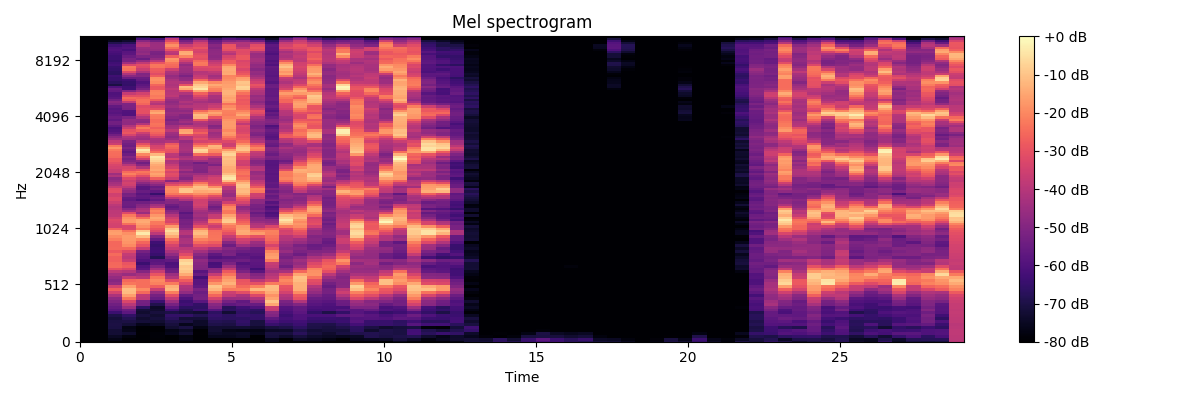 Mel spectrogram
Hz
8192
4096
2048
1024
512
0
0 5 10 15 20 25
Time
+0 dB
-10 dB
-20 dB
-30 dB
-40 dB
-50 dB
-60 dB
-70 dB
-80 dB